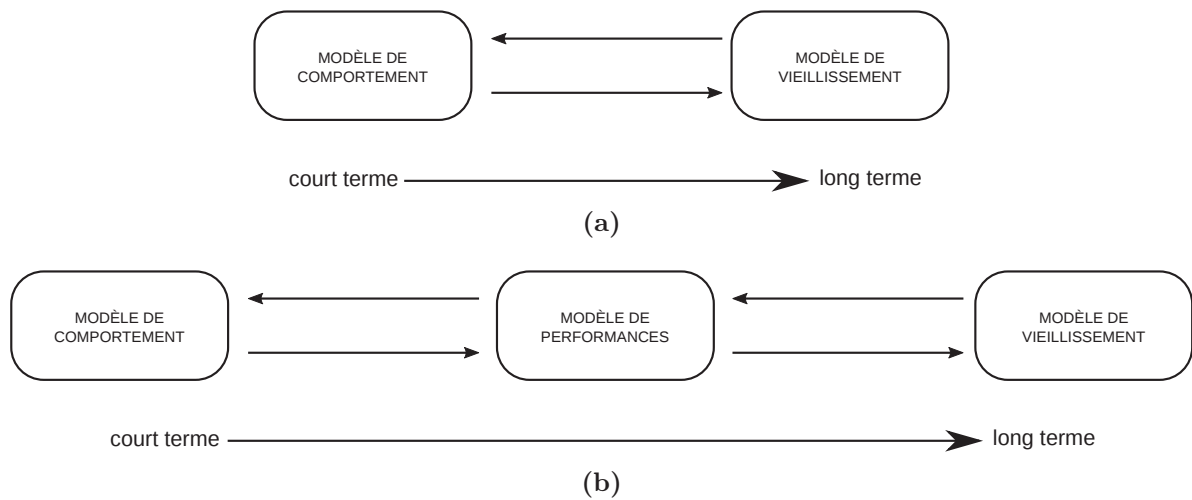 MODÈLE DE
COMPORTEMENT
MODÈLE DE
VIEILLISSEMENT
court terme
long terme
(a)
MODÈLE DE
COMPORTEMENT
MODÈLE DE
PERFORMANCES
MODÈLE DE
VIEILLISSEMENT
court terme
long terme
(b)